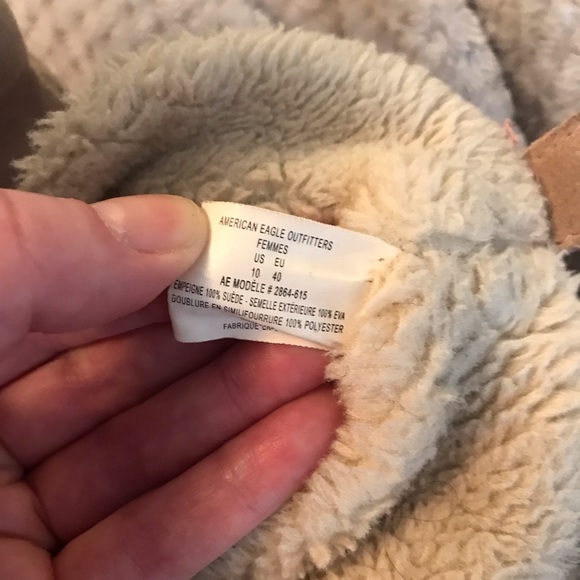 AMERICAN EAGLE OUTFITTERS
FEMMES
US EU
10 40
AE MODÈLE # 2864-615
EMPEIGNE 100% SUÈDE - SEMELLE EXTÉRIEURE 100% EVA
DOUBLURE EN SIMILIFOURRURE 100% POLYESTER
FABRIQUÉ